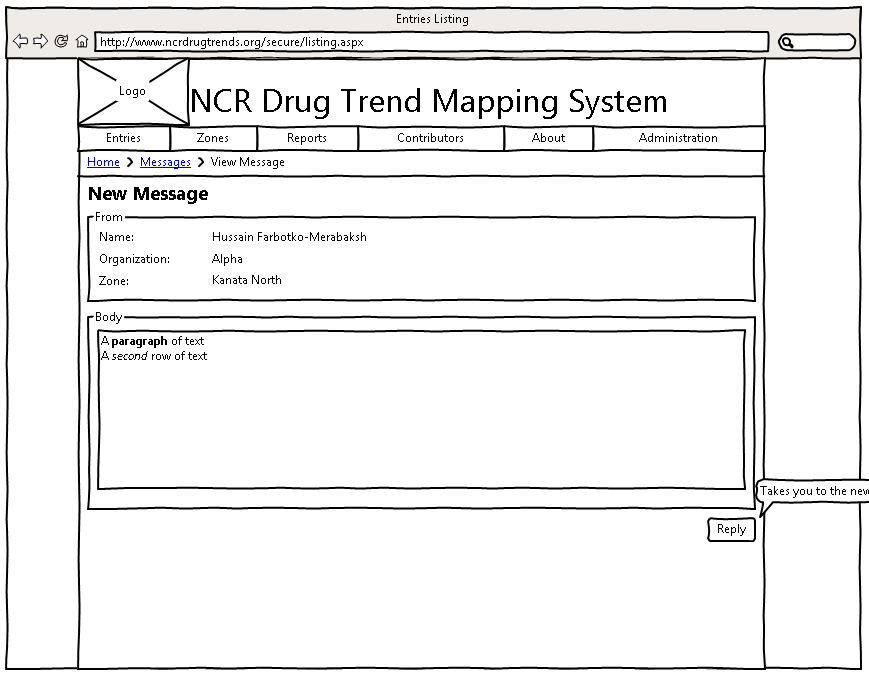 Entries Listing
http://www.ncrdrugtrends.org/secure/listing.aspx
Logo
NCR Drug Trend Mapping System
Entries Zones Reports Contributors About Administration
Home > Messages > View Message
New Message
From
Name: Hussain Farbotko-Merabaksh
Organization: Alpha
Zone: Kanata North
Body
A paragraph of text
A second row of text
Takes you to the new
Reply